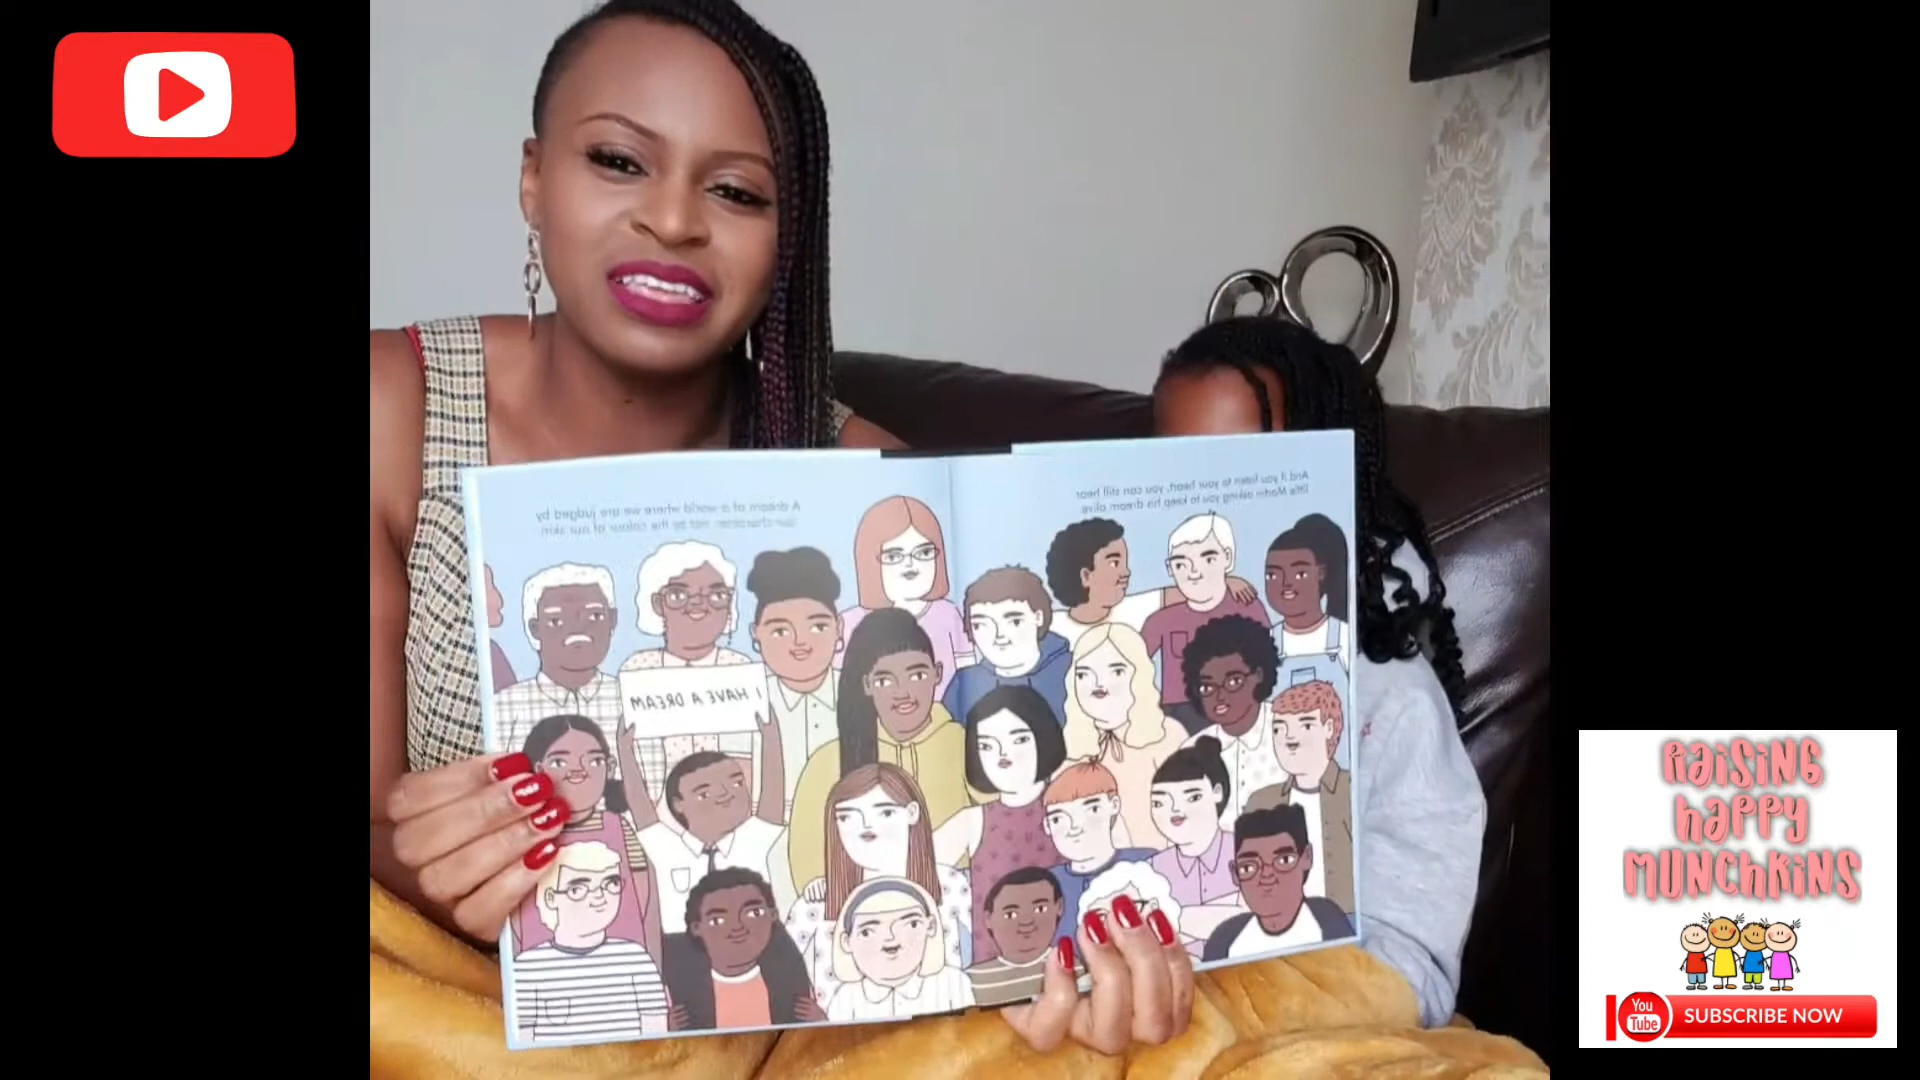 A dream of a world where we are judged by
our character, not by the colour of our skin.
And if you listen to your heart, you can still hear
little Martin asking you to keep his dream alive.
I HAVE A DREAM
RAISING
HAPPY
MUNCHKINS
You
Tube
SUBSCRIBE NOW